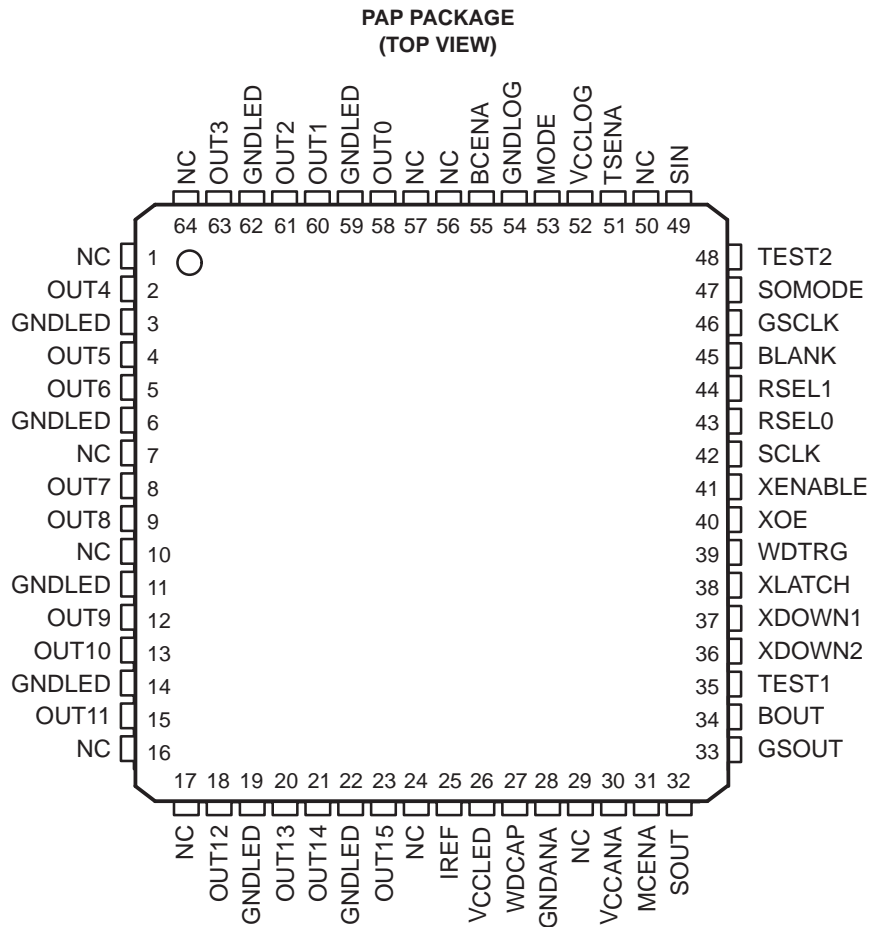 PAP PACKAGE
(TOP VIEW)
NC OUT3 GNDLED OUT2 OUT1 GNDLED OUT0 NC NC BCENA GNDLOG MODE VCCLOG TSENA NC SIN
64 63 62 61 60 59 58 57 56 55 54 53 52 51 50 49
NC 1 48 TEST2
OUT4 2 47 SOMODE
GNDLED 3 46 GSCLK
OUT5 4 45 BLANK
OUT6 5 44 RSEL1
GNDLED 6 43 RSEL0
NC 7 42 SCLK
OUT7 8 41 XENABLE
OUT8 9 40 XOE
NC 10 39 WDTRG
GNDLED 11 38 XLATCH
OUT9 12 37 XDOWN1
OUT10 13 36 XDOWN2
GNDLED 14 35 TEST1
OUT11 15 34 BOUT
NC 16 33 GSOUT
17 18 19 20 21 22 23 24 25 26 27 28 29 30 31 32
NC OUT12 GNDLED OUT13 OUT14 GNDLED OUT15 NC IREF VCCLED WDCAP GNDANA NC VCCANA MCENA SOUT